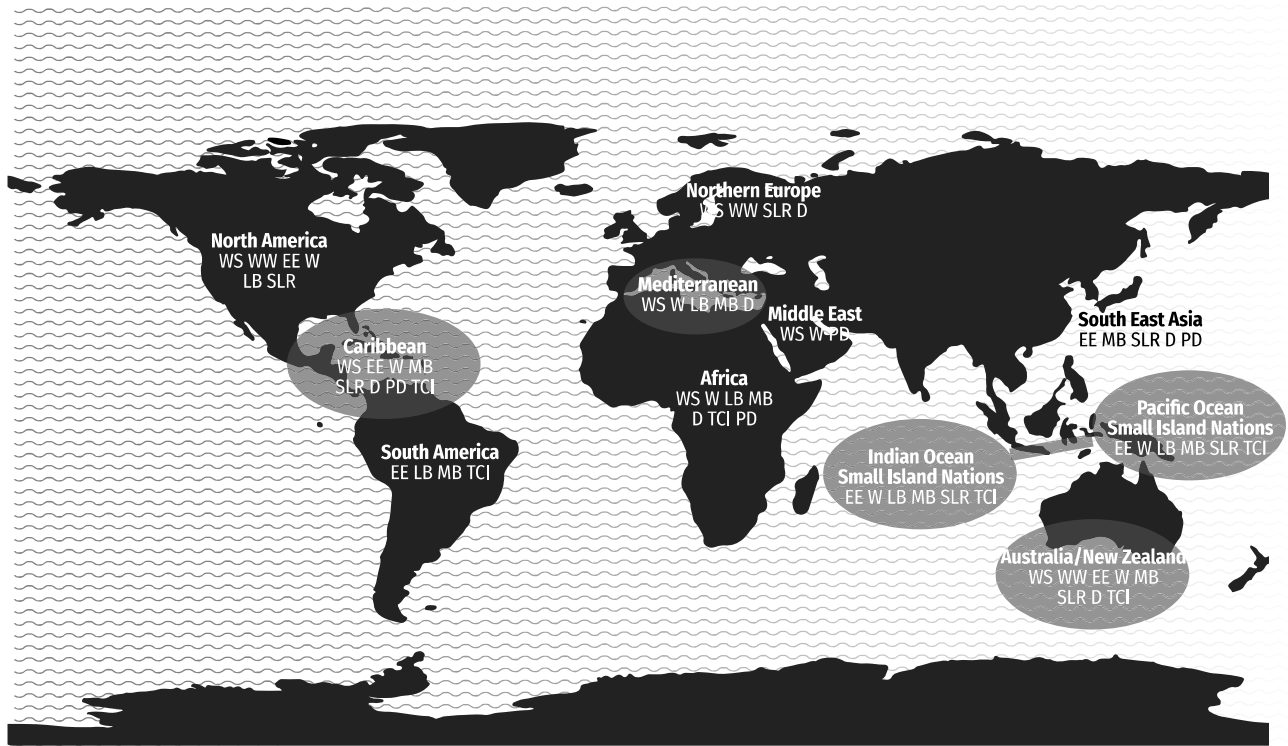 Northern Europe
WS WW SLR D
North America
WS WW EE W
LB SLR
Mediterranean
WS W LB MB D
Middle East
WS W PD
South East Asia
EE MB SLR D PD
Caribbean
WS EE W MB
SLR D PD TCI
Africa
WS W LB MB
D TCI PD
Pacific Ocean
Small Island Nations
EE W LB MB SLR TCI
South America
EE LB MB TCI
Indian Ocean
Small Island Nations
EE W LB MB SLR TCI
Australia/New Zealand
WS WW EE W MB
SLR D TCI